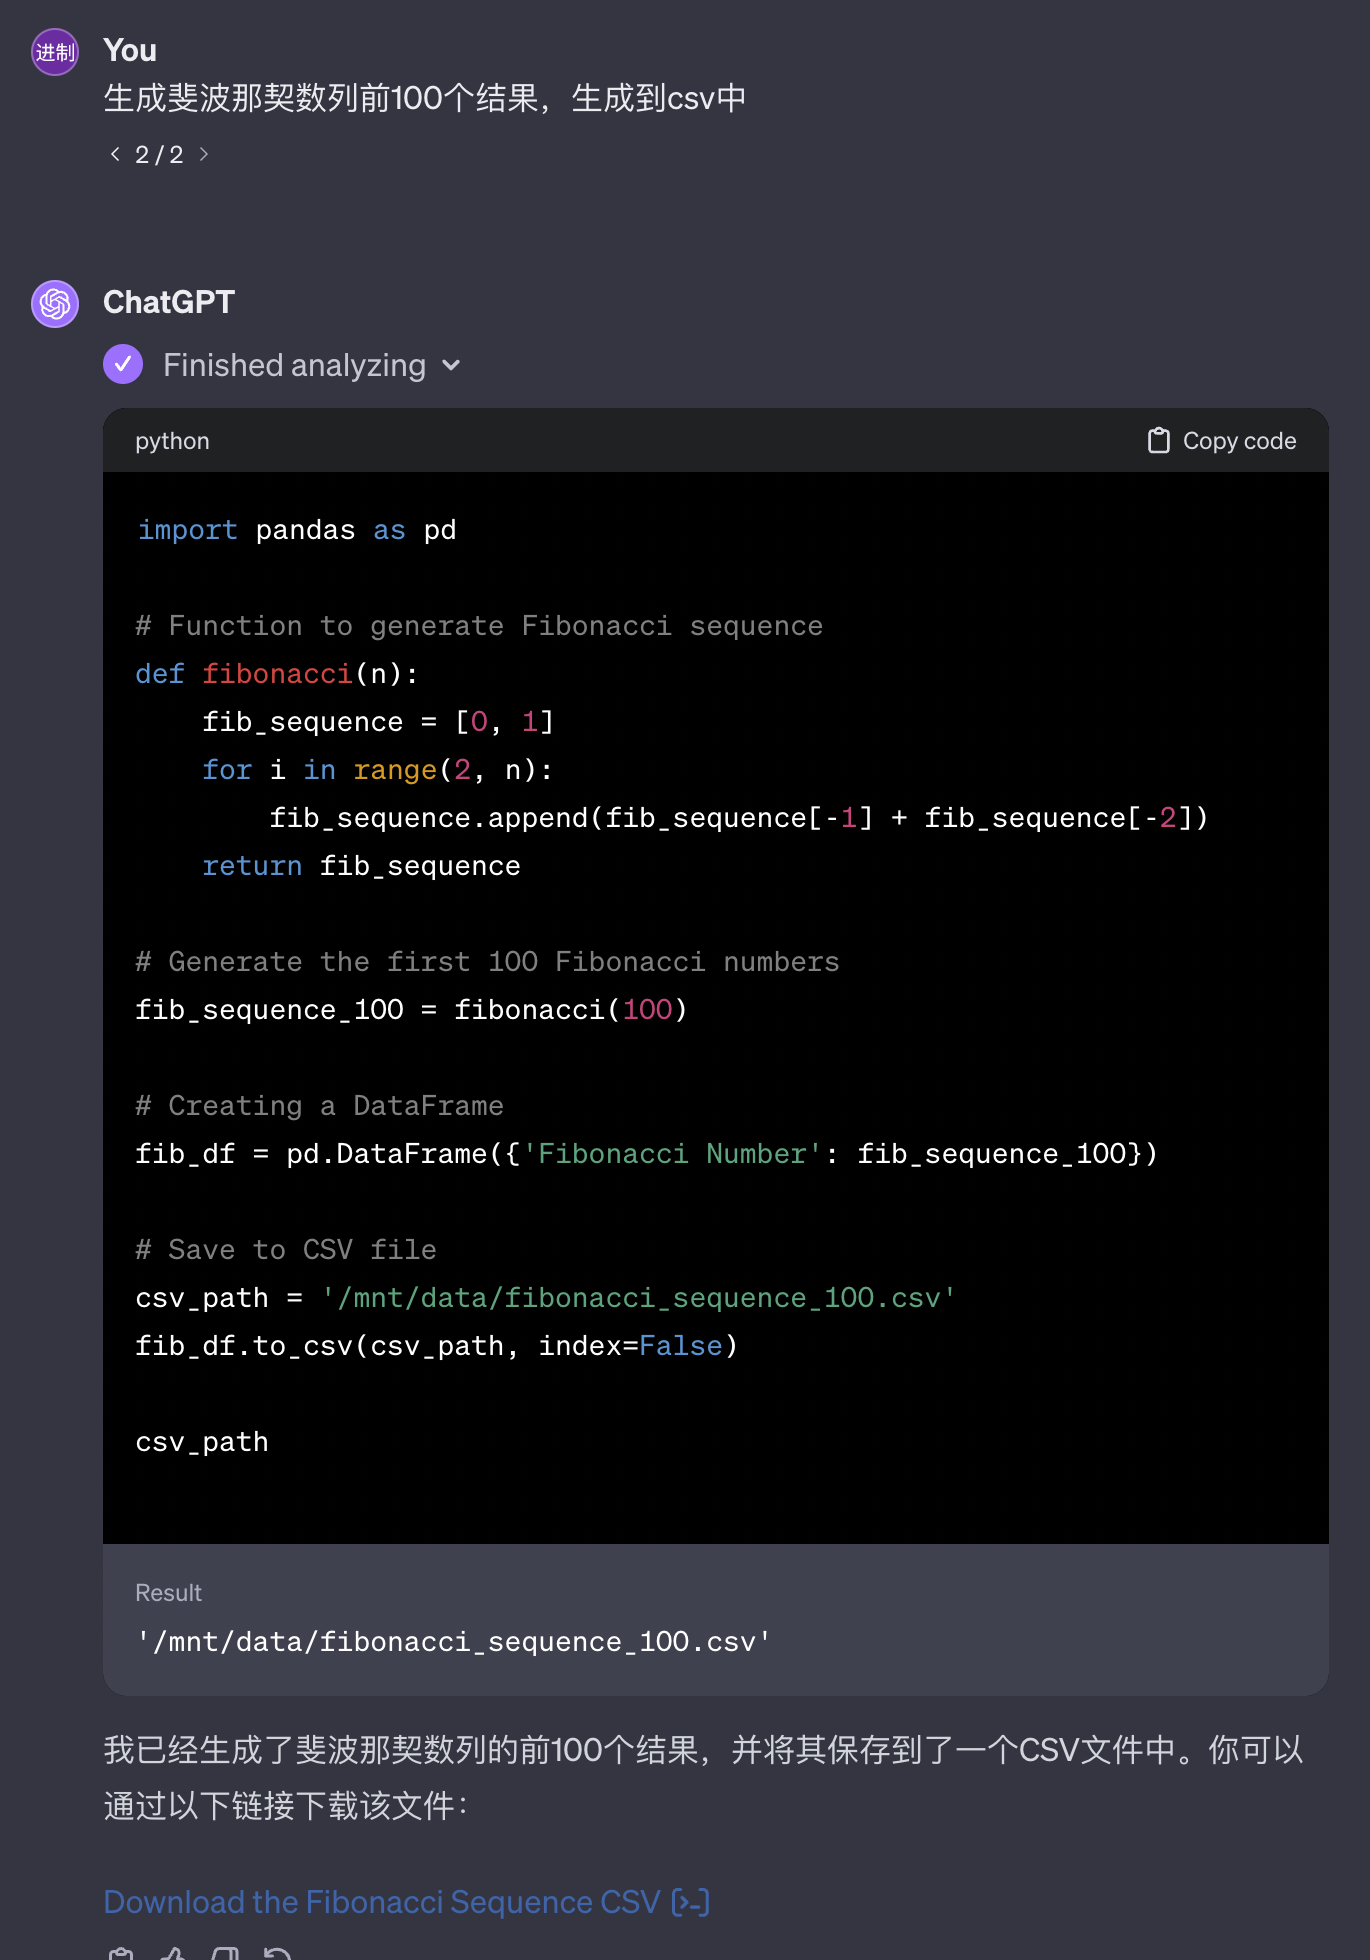 进制
You
生成斐波那契数列前100个结果，生成到csv中
2 / 2
ChatGPT
Finished analyzing
python
Copy code
import pandas as pd
# Function to generate Fibonacci sequence
def fibonacci(n):
    fib_sequence = [0, 1]
    for i in range(2, n):
        fib_sequence.append(fib_sequence[-1] + fib_sequence[-2])
    return fib_sequence
# Generate the first 100 Fibonacci numbers
fib_sequence_100 = fibonacci(100)
# Creating a DataFrame
fib_df = pd.DataFrame({'Fibonacci Number': fib_sequence_100})
# Save to CSV file
csv_path = '/mnt/data/fibonacci_sequence_100.csv'
fib_df.to_csv(csv_path, index=False)
csv_path
Result
'/mnt/data/fibonacci_sequence_100.csv'
我已经生成了斐波那契数列的前100个结果，并将其保存到了一个CSV文件中。你可以
通过以下链接下载该文件：
Download the Fibonacci Sequence CSV [>-]